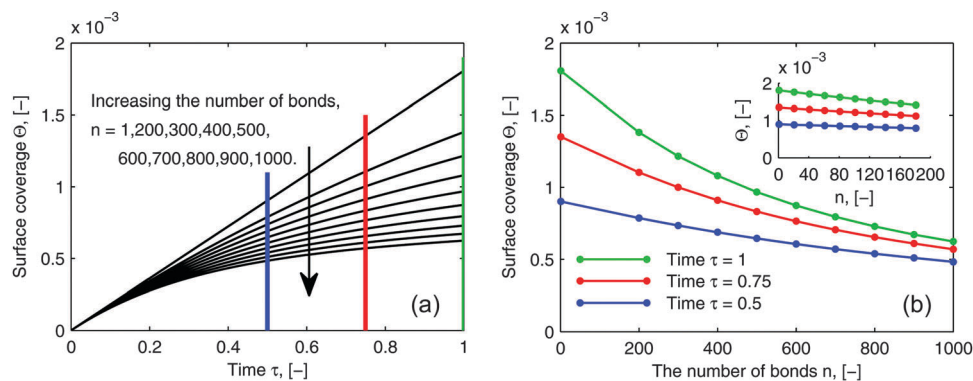 x 10⁻³
2
1.5
1
0.5
0
Surface coverage Θ, [−]
Increasing the number of bonds,
n = 1,200,300,400,500,
600,700,800,900,1000.
(a)
0 0.2 0.4 0.6 0.8 1
Time τ, [−]
x 10⁻³
2
1.5
1
0.5
0
Surface coverage Θ, [−]
x 10⁻³
2
1
0
Θ, [−]
0 40 80 120 160 200
n, [−]
Time τ = 1
Time τ = 0.75
Time τ = 0.5
(b)
0 200 400 600 800 1000
The number of bonds n, [−]